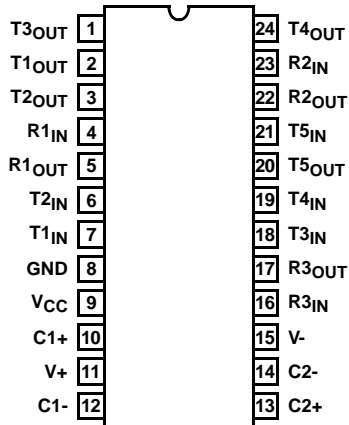 T3OUT 1 24 T4OUT
T1OUT 2 23 R2IN
T2OUT 3 22 R2OUT
R1IN 4 21 T5IN
R1OUT 5 20 T5OUT
T2IN 6 19 T4IN
T1IN 7 18 T3IN
GND 8 17 R3OUT
VCC 9 16 R3IN
C1+ 10 15 V-
V+ 11 14 C2-
C1- 12 13 C2+